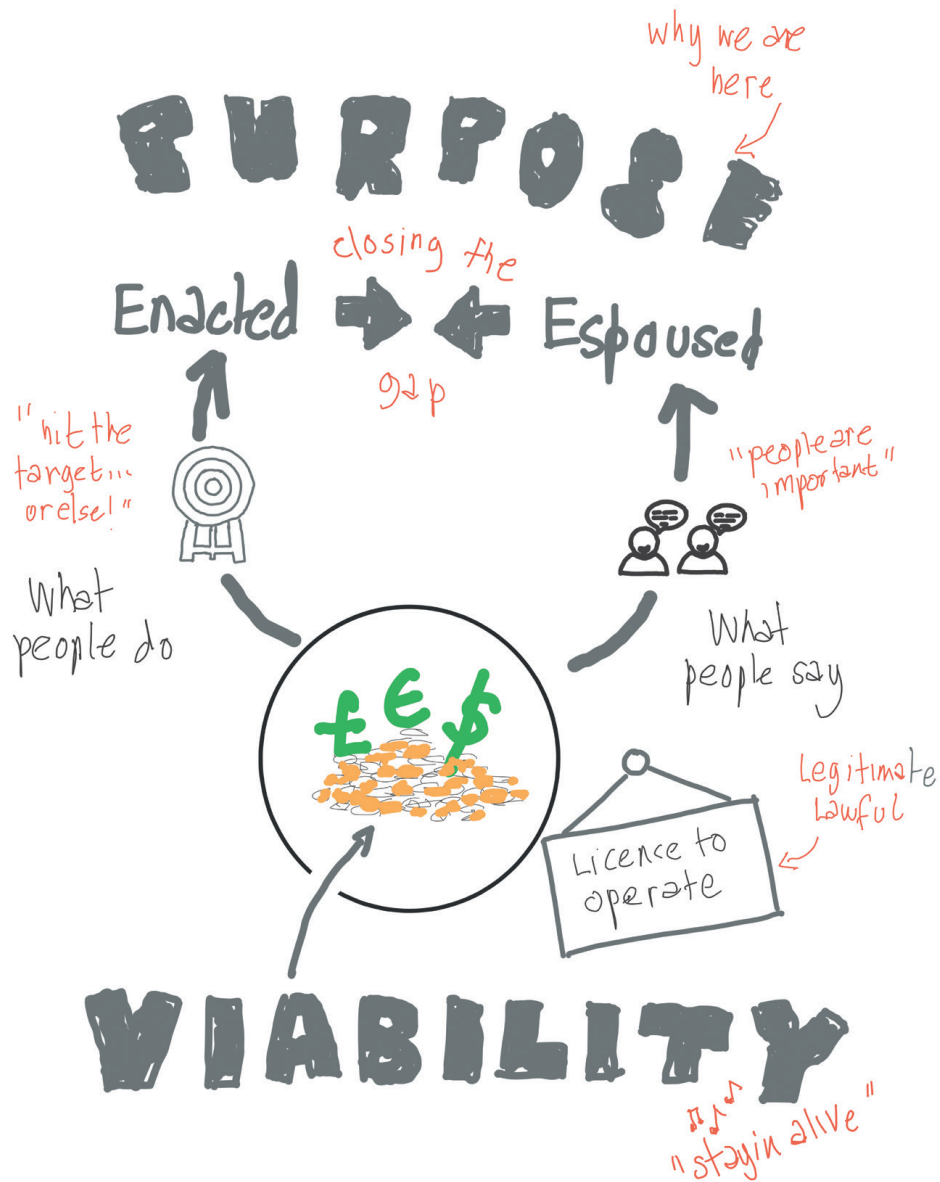 why we are
here
PURPOSE
closing the
gap
Enacted
Espoused
"hit the
target...
or else!"
"people are
important"
What
people do
What
people say
£ € $
Legitimate
Lawful
Licence to
operate
VIABILITY
"stayin alive"